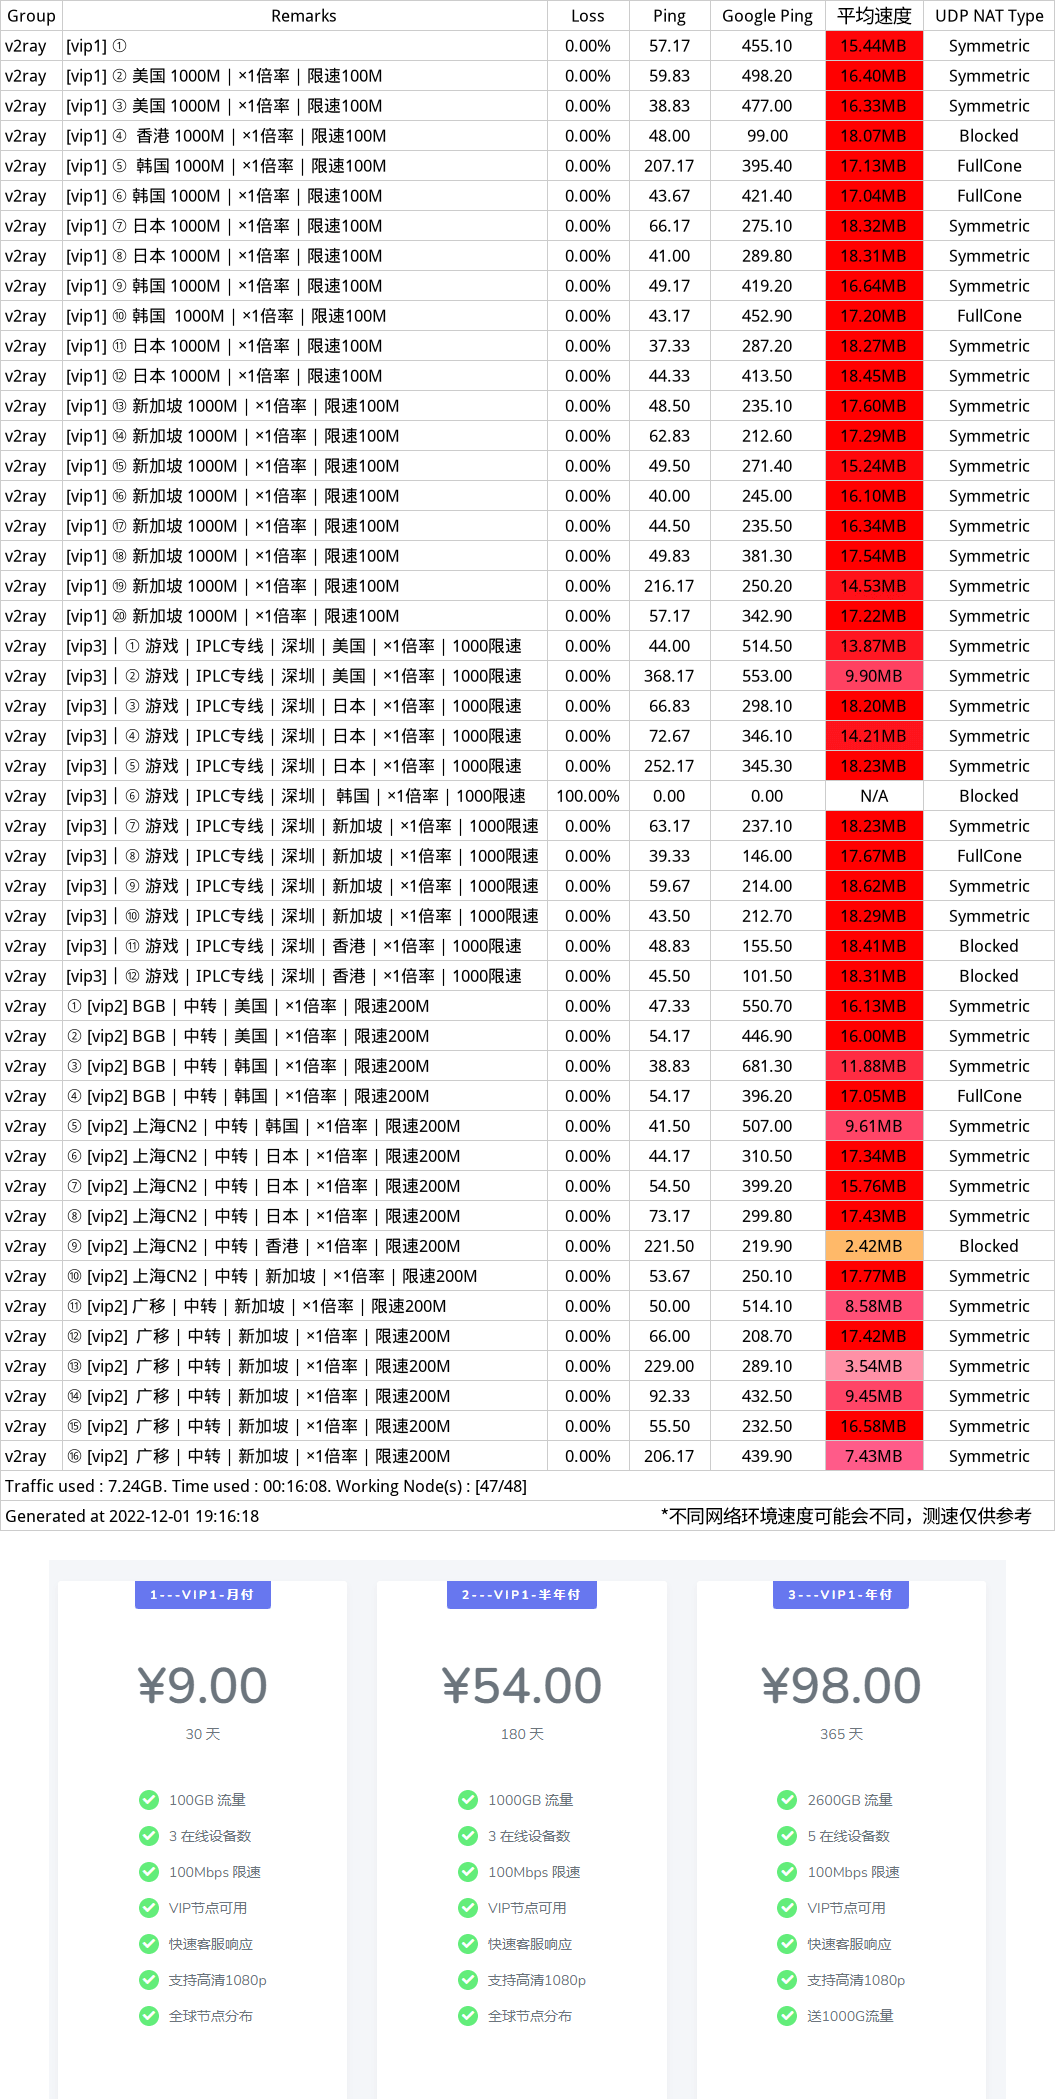 Group Remarks Loss Ping Google Ping 平均速度 UDP NAT Type
v2ray [vip1] ① 0.00% 57.17 455.10 15.44MB Symmetric
v2ray [vip1] ② 美国 1000M | ×1倍率 | 限速100M 0.00% 59.83 498.20 16.40MB Symmetric
v2ray [vip1] ③ 美国 1000M | ×1倍率 | 限速100M 0.00% 38.83 477.00 16.33MB Symmetric
v2ray [vip1] ④ 香港 1000M | ×1倍率 | 限速100M 0.00% 48.00 99.00 18.07MB Blocked
v2ray [vip1] ⑤ 韩国 1000M | ×1倍率 | 限速100M 0.00% 207.17 395.40 17.13MB FullCone
v2ray [vip1] ⑥ 韩国 1000M | ×1倍率 | 限速100M 0.00% 43.67 421.40 17.04MB FullCone
v2ray [vip1] ⑦ 日本 1000M | ×1倍率 | 限速100M 0.00% 66.17 275.10 18.32MB Symmetric
v2ray [vip1] ⑧ 日本 1000M | ×1倍率 | 限速100M 0.00% 41.00 289.80 18.31MB Symmetric
v2ray [vip1] ⑨ 韩国 1000M | ×1倍率 | 限速100M 0.00% 49.17 419.20 16.64MB Symmetric
v2ray [vip1] ⑩ 韩国 1000M | ×1倍率 | 限速100M 0.00% 43.17 452.90 17.20MB FullCone
v2ray [vip1] ⑪ 日本 1000M | ×1倍率 | 限速100M 0.00% 37.33 287.20 18.27MB Symmetric
v2ray [vip1] ⑫ 日本 1000M | ×1倍率 | 限速100M 0.00% 44.33 413.50 18.45MB Symmetric
v2ray [vip1] ⑬ 新加坡 1000M | ×1倍率 | 限速100M 0.00% 48.50 235.10 17.60MB Symmetric
v2ray [vip1] ⑭ 新加坡 1000M | ×1倍率 | 限速100M 0.00% 62.83 212.60 17.29MB Symmetric
v2ray [vip1] ⑮ 新加坡 1000M | ×1倍率 | 限速100M 0.00% 49.50 271.40 15.24MB Symmetric
v2ray [vip1] ⑯ 新加坡 1000M | ×1倍率 | 限速100M 0.00% 40.00 245.00 16.10MB Symmetric
v2ray [vip1] ⑰ 新加坡 1000M | ×1倍率 | 限速100M 0.00% 44.50 235.50 16.34MB Symmetric
v2ray [vip1] ⑱ 新加坡 1000M | ×1倍率 | 限速100M 0.00% 49.83 381.30 17.54MB Symmetric
v2ray [vip1] ⑲ 新加坡 1000M | ×1倍率 | 限速100M 0.00% 216.17 250.20 14.53MB Symmetric
v2ray [vip1] ⑳ 新加坡 1000M | ×1倍率 | 限速100M 0.00% 57.17 342.90 17.22MB Symmetric
v2ray [vip3] | ① 游戏 | IPLC专线 | 深圳 | 美国 | ×1倍率 | 1000限速 0.00% 44.00 514.50 13.87MB Symmetric
v2ray [vip3] | ② 游戏 | IPLC专线 | 深圳 | 美国 | ×1倍率 | 1000限速 0.00% 368.17 553.00 9.90MB Symmetric
v2ray [vip3] | ③ 游戏 | IPLC专线 | 深圳 | 日本 | ×1倍率 | 1000限速 0.00% 66.83 298.10 18.20MB Symmetric
v2ray [vip3] | ④ 游戏 | IPLC专线 | 深圳 | 日本 | ×1倍率 | 1000限速 0.00% 72.67 346.10 14.21MB Symmetric
v2ray [vip3] | ⑤ 游戏 | IPLC专线 | 深圳 | 日本 | ×1倍率 | 1000限速 0.00% 252.17 345.30 18.23MB Symmetric
v2ray [vip3] | ⑥ 游戏 | IPLC专线 | 深圳 | 韩国 | ×1倍率 | 1000限速 100.00% 0.00 0.00 N/A Blocked
v2ray [vip3] | ⑦ 游戏 | IPLC专线 | 深圳 | 新加坡 | ×1倍率 | 1000限速 0.00% 63.17 237.10 18.23MB Symmetric
v2ray [vip3] | ⑧ 游戏 | IPLC专线 | 深圳 | 新加坡 | ×1倍率 | 1000限速 0.00% 39.33 146.00 17.67MB FullCone
v2ray [vip3] | ⑨ 游戏 | IPLC专线 | 深圳 | 新加坡 | ×1倍率 | 1000限速 0.00% 59.67 214.00 18.62MB Symmetric
v2ray [vip3] | ⑩ 游戏 | IPLC专线 | 深圳 | 新加坡 | ×1倍率 | 1000限速 0.00% 43.50 212.70 18.29MB Symmetric
v2ray [vip3] | ⑪ 游戏 | IPLC专线 | 深圳 | 香港 | ×1倍率 | 1000限速 0.00% 48.83 155.50 18.41MB Blocked
v2ray [vip3] | ⑫ 游戏 | IPLC专线 | 深圳 | 香港 | ×1倍率 | 1000限速 0.00% 45.50 101.50 18.31MB Blocked
v2ray ① [vip2] BGB | 中转 | 美国 | ×1倍率 | 限速200M 0.00% 47.33 550.70 16.13MB Symmetric
v2ray ② [vip2] BGB | 中转 | 美国 | ×1倍率 | 限速200M 0.00% 54.17 446.90 16.00MB Symmetric
v2ray ③ [vip2] BGB | 中转 | 韩国 | ×1倍率 | 限速200M 0.00% 38.83 681.30 11.88MB Symmetric
v2ray ④ [vip2] BGB | 中转 | 韩国 | ×1倍率 | 限速200M 0.00% 54.17 396.20 17.05MB FullCone
v2ray ⑤ [vip2] 上海CN2 | 中转 | 韩国 | ×1倍率 | 限速200M 0.00% 41.50 507.00 9.61MB Symmetric
v2ray ⑥ [vip2] 上海CN2 | 中转 | 日本 | ×1倍率 | 限速200M 0.00% 44.17 310.50 17.34MB Symmetric
v2ray ⑦ [vip2] 上海CN2 | 中转 | 日本 | ×1倍率 | 限速200M 0.00% 54.50 399.20 15.76MB Symmetric
v2ray ⑧ [vip2] 上海CN2 | 中转 | 日本 | ×1倍率 | 限速200M 0.00% 73.17 299.80 17.43MB Symmetric
v2ray ⑨ [vip2] 上海CN2 | 中转 | 香港 | ×1倍率 | 限速200M 0.00% 221.50 219.90 2.42MB Blocked
v2ray ⑩ [vip2] 上海CN2 | 中转 | 新加坡 | ×1倍率 | 限速200M 0.00% 53.67 250.10 17.77MB Symmetric
v2ray ⑪ [vip2] 广移 | 中转 | 新加坡 | ×1倍率 | 限速200M 0.00% 50.00 514.10 8.58MB Symmetric
v2ray ⑫ [vip2] 广移 | 中转 | 新加坡 | ×1倍率 | 限速200M 0.00% 66.00 208.70 17.42MB Symmetric
v2ray ⑬ [vip2] 广移 | 中转 | 新加坡 | ×1倍率 | 限速200M 0.00% 229.00 289.10 3.54MB Symmetric
v2ray ⑭ [vip2] 广移 | 中转 | 新加坡 | ×1倍率 | 限速200M 0.00% 92.33 432.50 9.45MB Symmetric
v2ray ⑮ [vip2] 广移 | 中转 | 新加坡 | ×1倍率 | 限速200M 0.00% 55.50 232.50 16.58MB Symmetric
v2ray ⑯ [vip2] 广移 | 中转 | 新加坡 | ×1倍率 | 限速200M 0.00% 206.17 439.90 7.43MB Symmetric
Traffic used : 7.24GB. Time used : 00:16:08. Working Node(s) : [47/48]
Generated at 2022-12-01 19:16:18 *不同网络环境速度可能会不同，测速仅供参考
1---VIP1-月付 2---VIP1-半年付 3---VIP1-年付
¥9.00 ¥54.00 ¥98.00
30 天 180 天 365 天
100GB 流量 1000GB 流量 2600GB 流量
3 在线设备数 3 在线设备数 5 在线设备数
100Mbps 限速 100Mbps 限速 100Mbps 限速
VIP节点可用 VIP节点可用 VIP节点可用
快速客服响应 快速客服响应 快速客服响应
支持高清1080p 支持高清1080p 支持高清1080p
全球节点分布 全球节点分布 送1000G流量